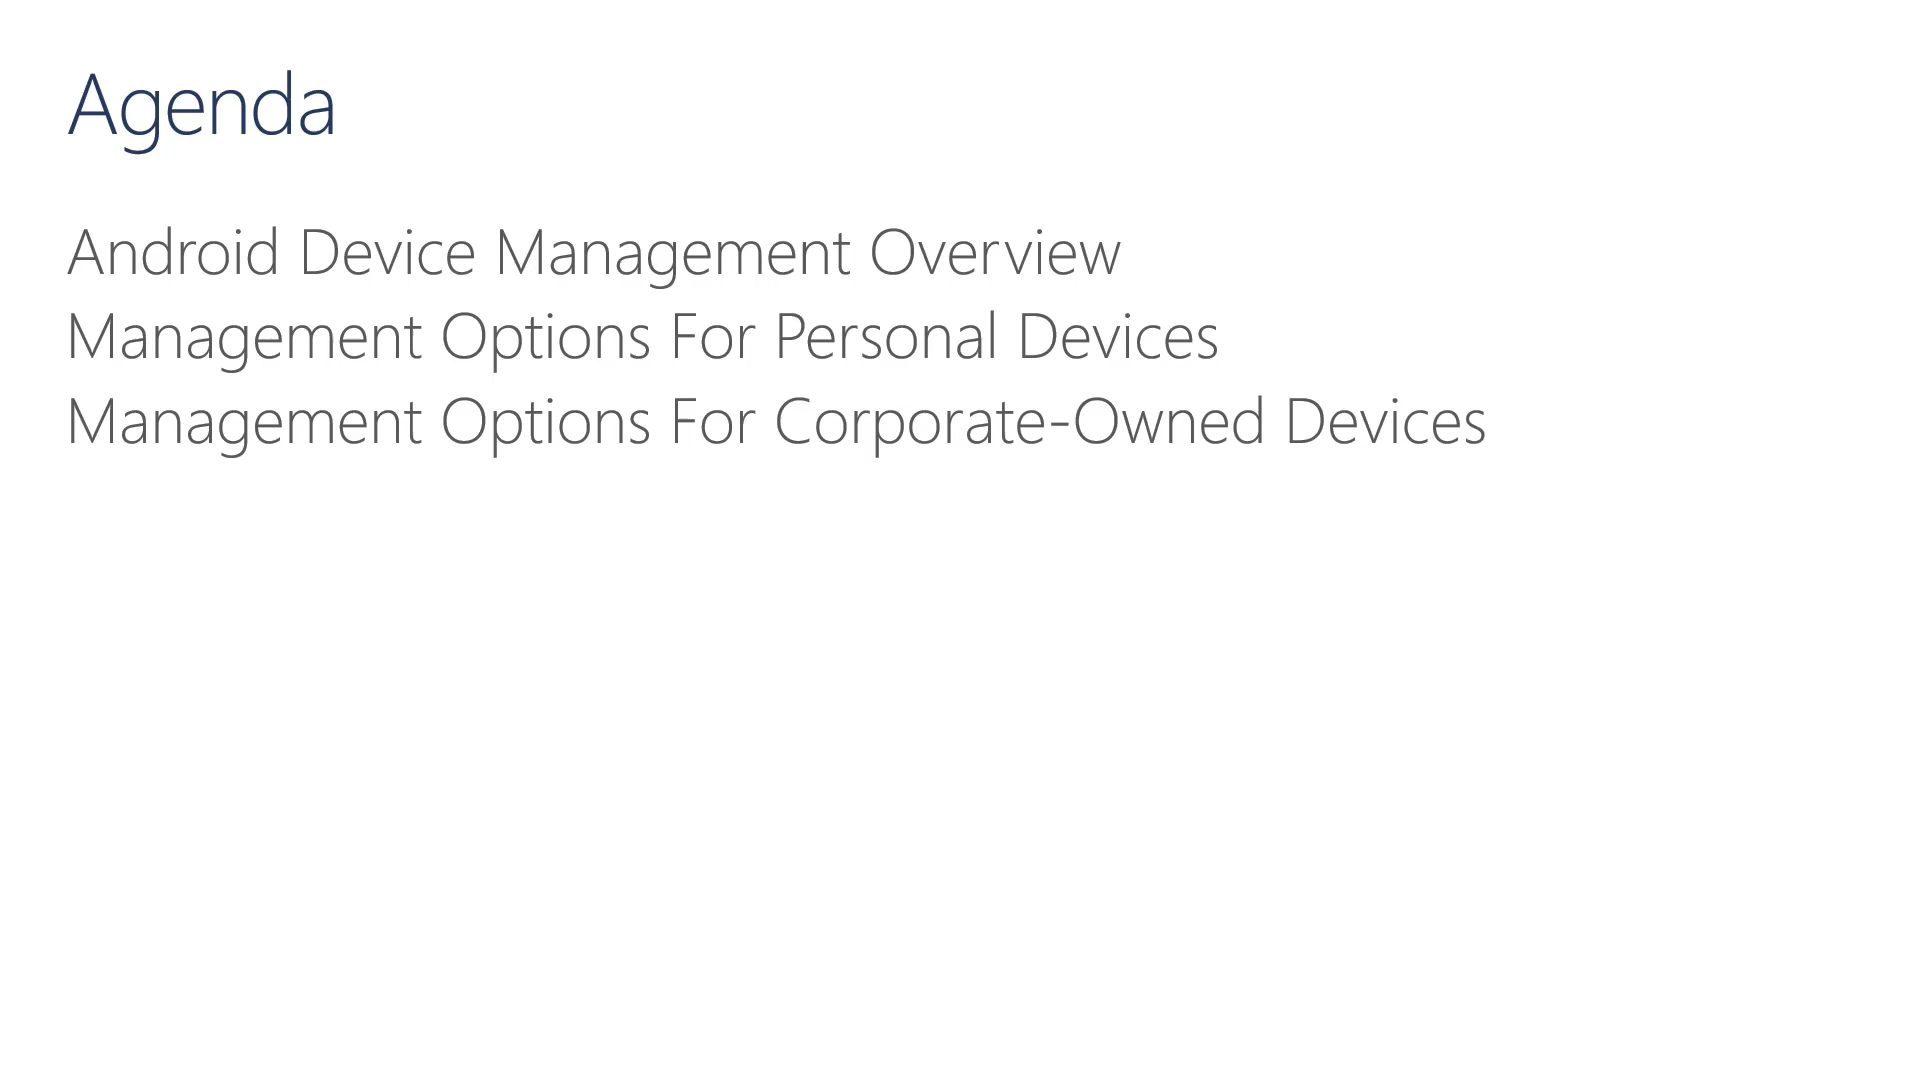 Agenda
Android Device Management Overview
Management Options For Personal Devices
Management Options For Corporate-Owned Devices